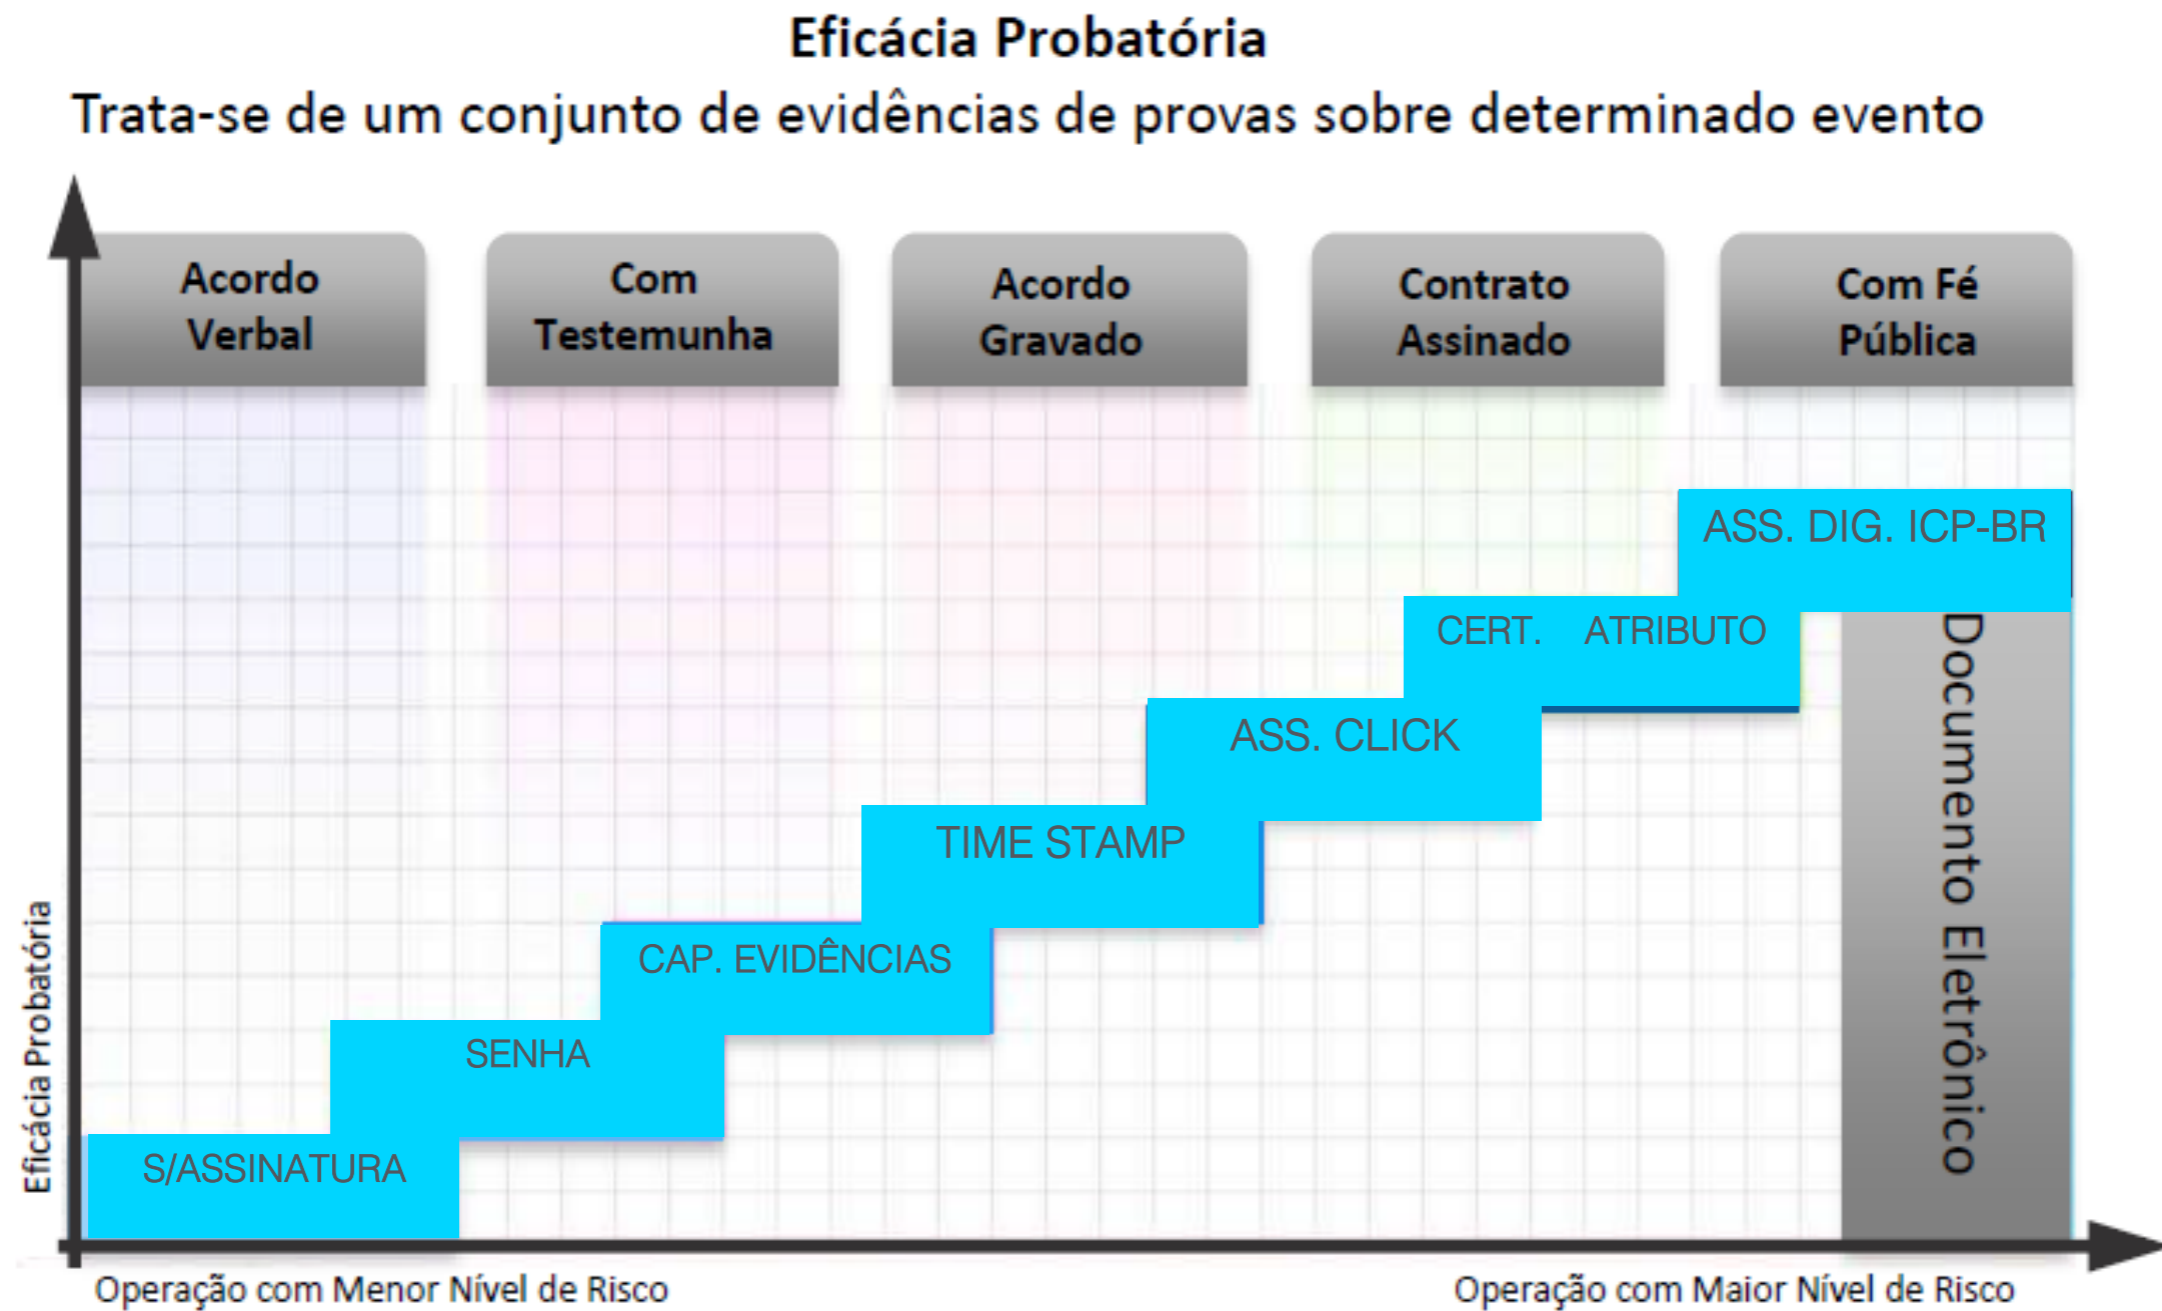 Eficácia Probatória
Trata-se de um conjunto de evidências de provas sobre determinado evento
Acordo
Verbal
Com
Testemunha
Acordo
Gravado
Contrato
Assinado
Com Fé
Pública
ASS. DIG. ICP-BR
CERT. ATRIBUTO
ASS. CLICK
TIME STAMP
CAP. EVIDÊNCIAS
SENHA
S/ASSINATURA
Documento Eletrônico
Eficácia Probatória
Operação com Menor Nível de Risco
Operação com Maior Nível de Risco